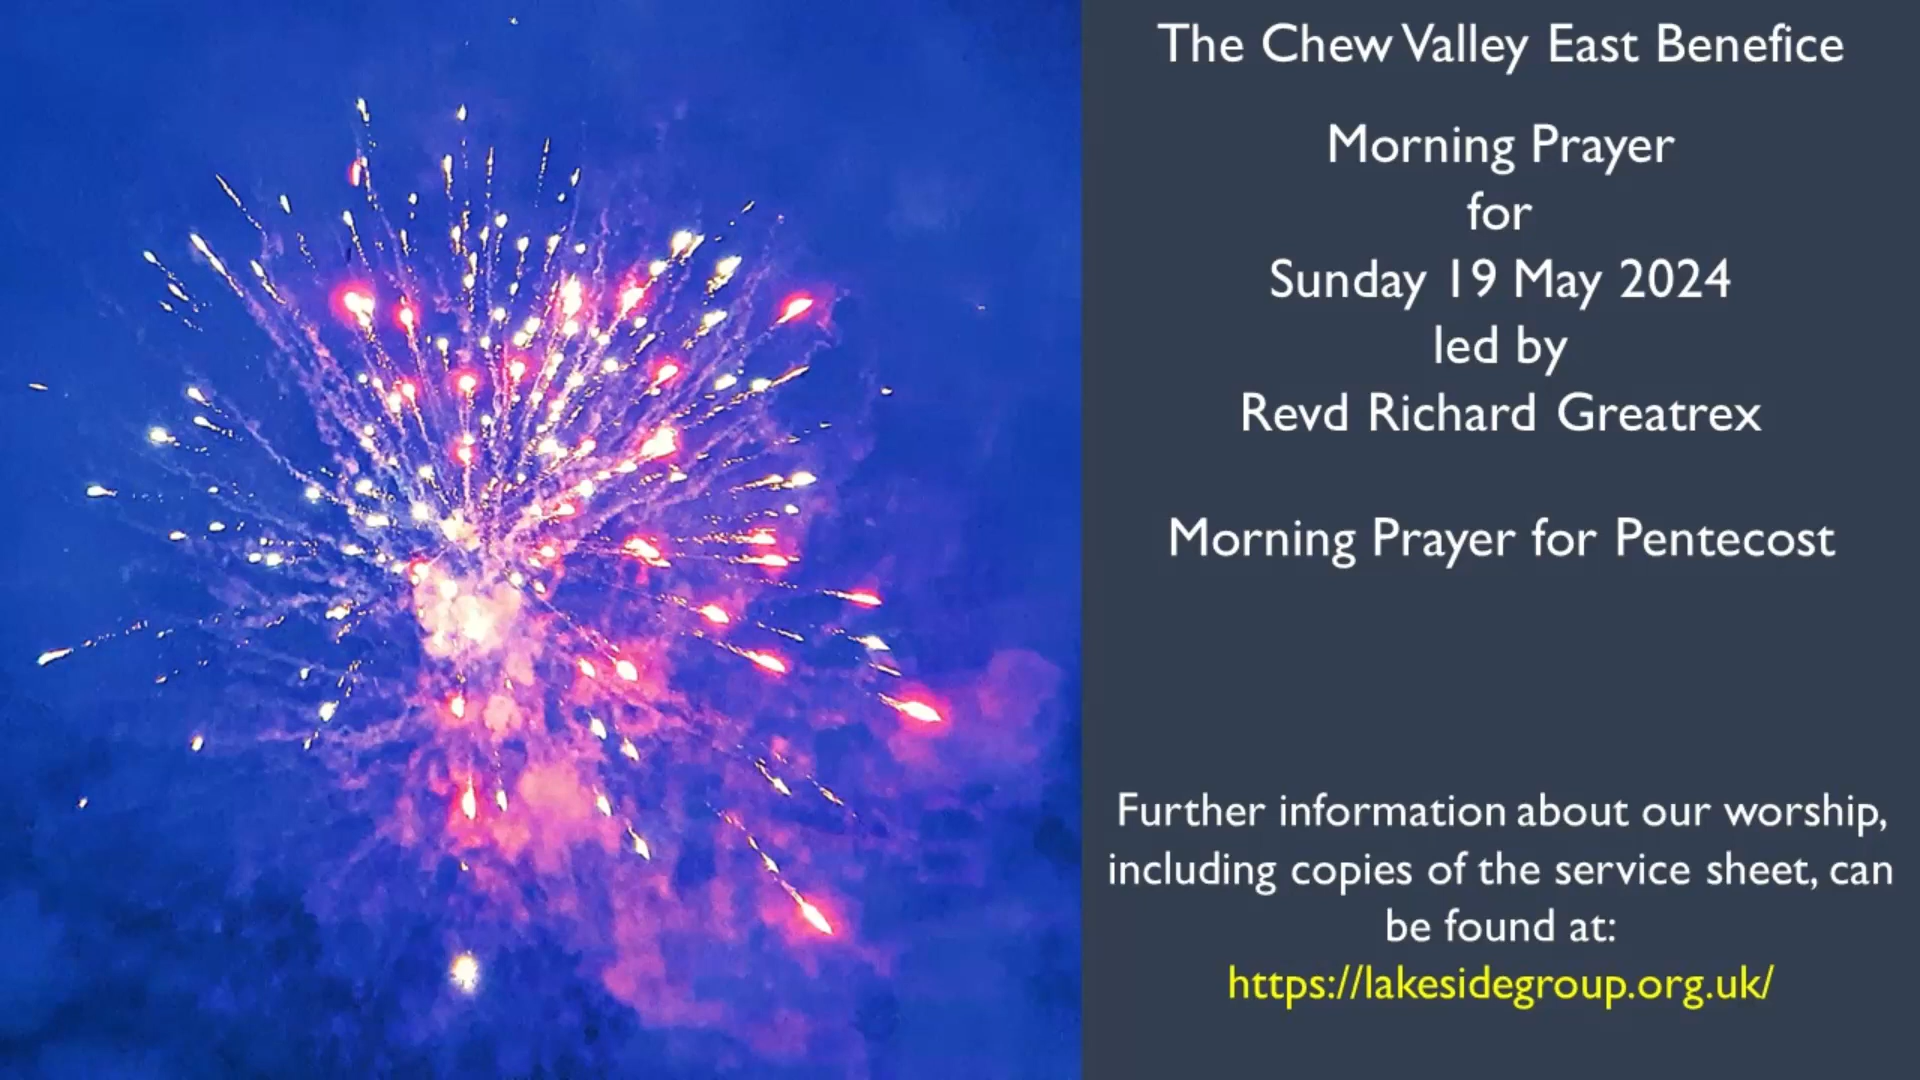 The Chew Valley East Benefice
Morning Prayer
for
Sunday 19 May 2024
led by
Revd Richard Greatrex
Morning Prayer for Pentecost
Further information about our worship,
including copies of the service sheet, can
be found at:
https://lakesidegroup.org.uk/